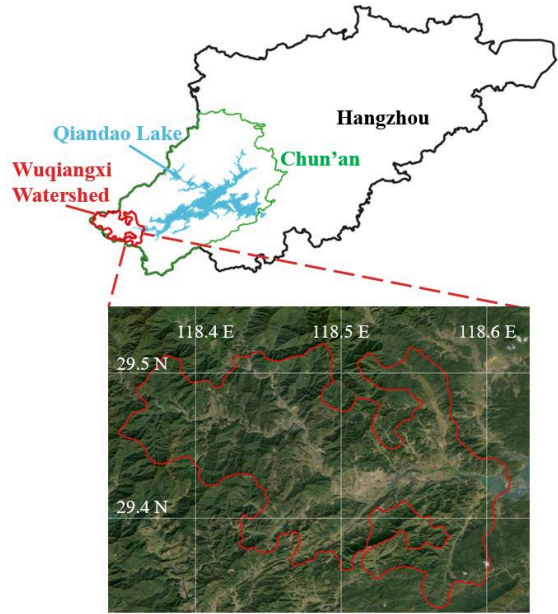 Hangzhou
Qiandao Lake
Chun'an
Wuqiangxi
Watershed
118.4 E
118.5 E
118.6 E
29.5 N
29.4 N